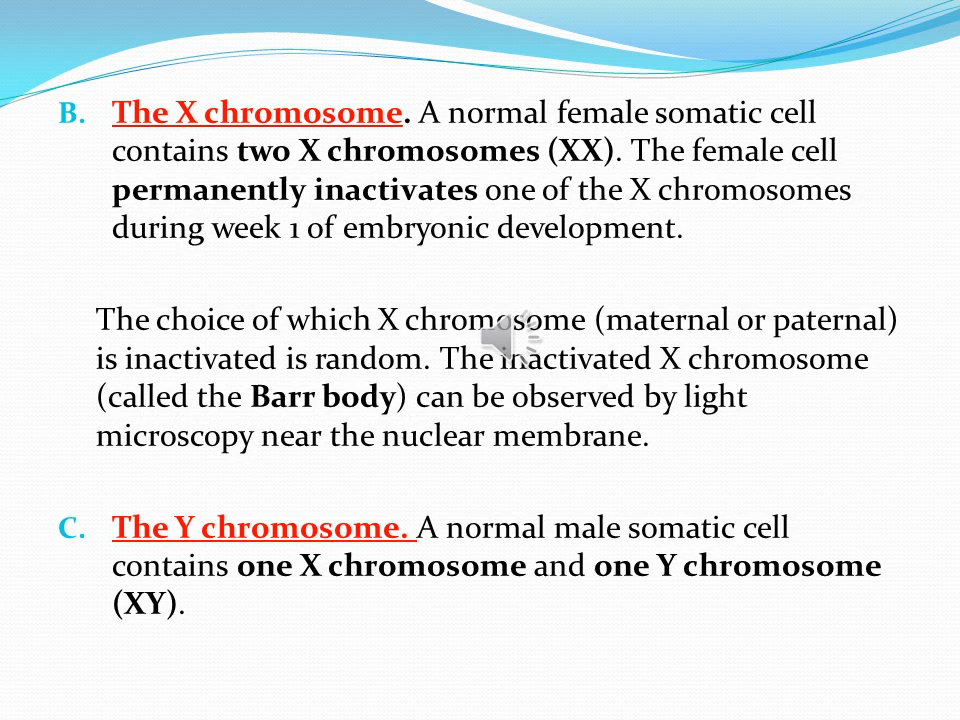 B. The X chromosome. A normal female somatic cell
contains two X chromosomes (XX). The female cell
permanently inactivates one of the X chromosomes
during week 1 of embryonic development.
The choice of which X chromosome (maternal or paternal)
is inactivated is random. The inactivated X chromosome
(called the Barr body) can be observed by light
microscopy near the nuclear membrane.
C. The Y chromosome. A normal male somatic cell
contains one X chromosome and one Y chromosome
(XY).